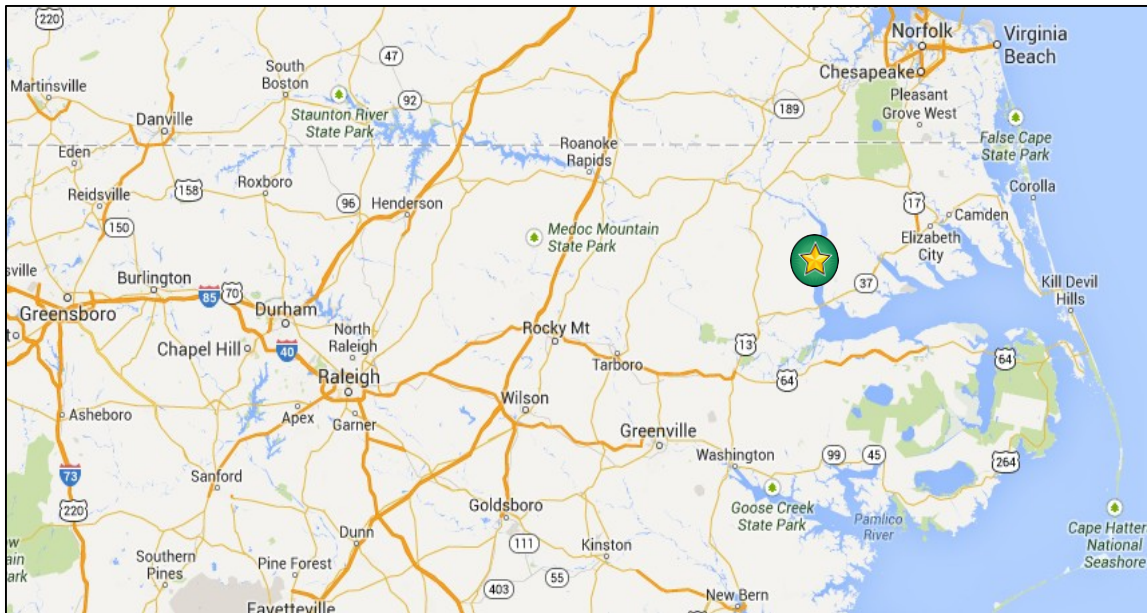 220
47
Norfolk
Virginia
Beach
South
Boston
Martinsville
92
Chesapeake
Staunton River
State Park
189
Pleasant
Grove West
Danville
False Cape
State Park
Roanoke
Rapids
Eden
Reidsville
158
Roxboro
96
Henderson
Corolla
17
Camden
150
Medoc Mountain
State Park
Elizabeth
City
sville
Burlington
85
70
37
Kill Devil
Hills
Greensboro
Durham
North
Raleigh
Rocky Mt
Chapel Hill
40
13
Tarboro
64
64
Raleigh
Asheboro
Apex
Garner
Wilson
Greenville
Washington
99
45
264
73
Sanford
220
Goldsboro
Goose Creek
State Park
Pamlico
River
Cape Hatter
National
Seashore
Dunn
111
Kinston
Southern
Pines
Pine Forest
55
403
New Bern
Fayetteville
ain
ark